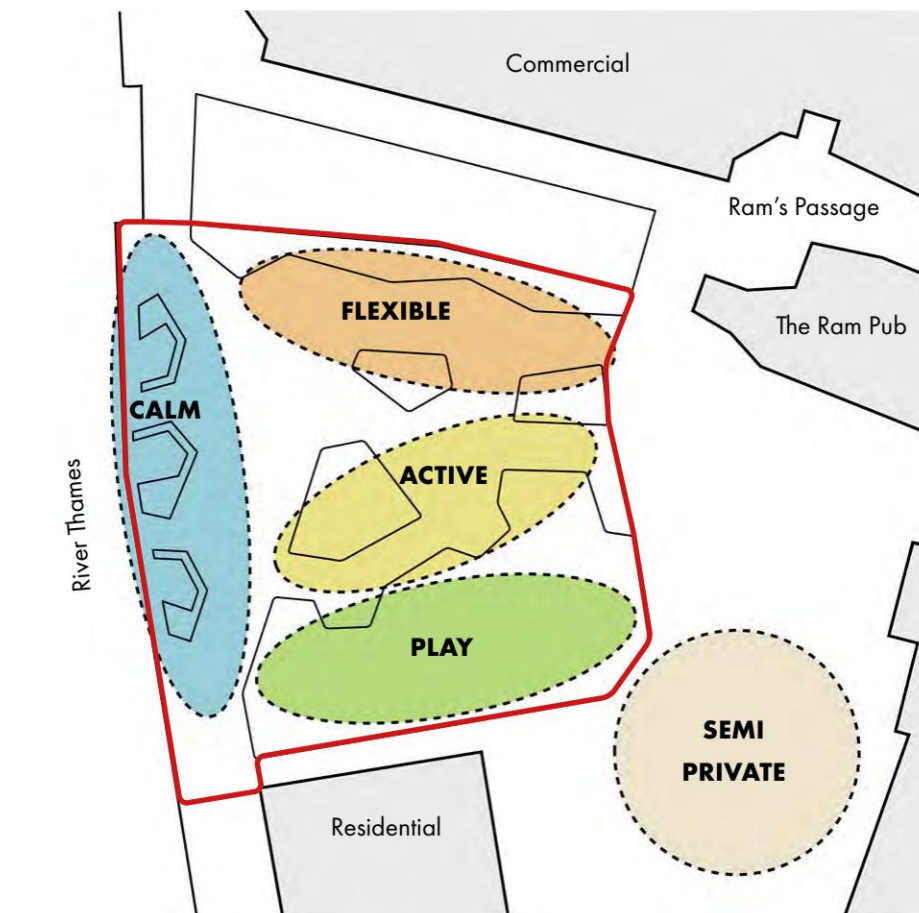 Commercial
Ram's Passage
FLEXIBLE
The Ram Pub
CALM
ACTIVE
River Thames
PLAY
SEMI
PRIVATE
Residential